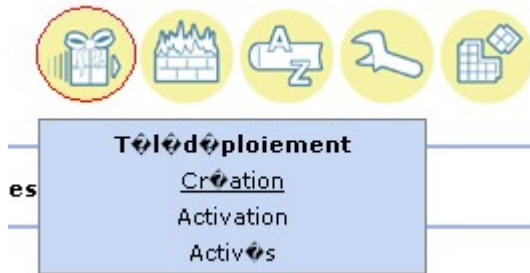 A
Z
T�l�d�ploiement
Cr�ation
es
Activation
Activ�s